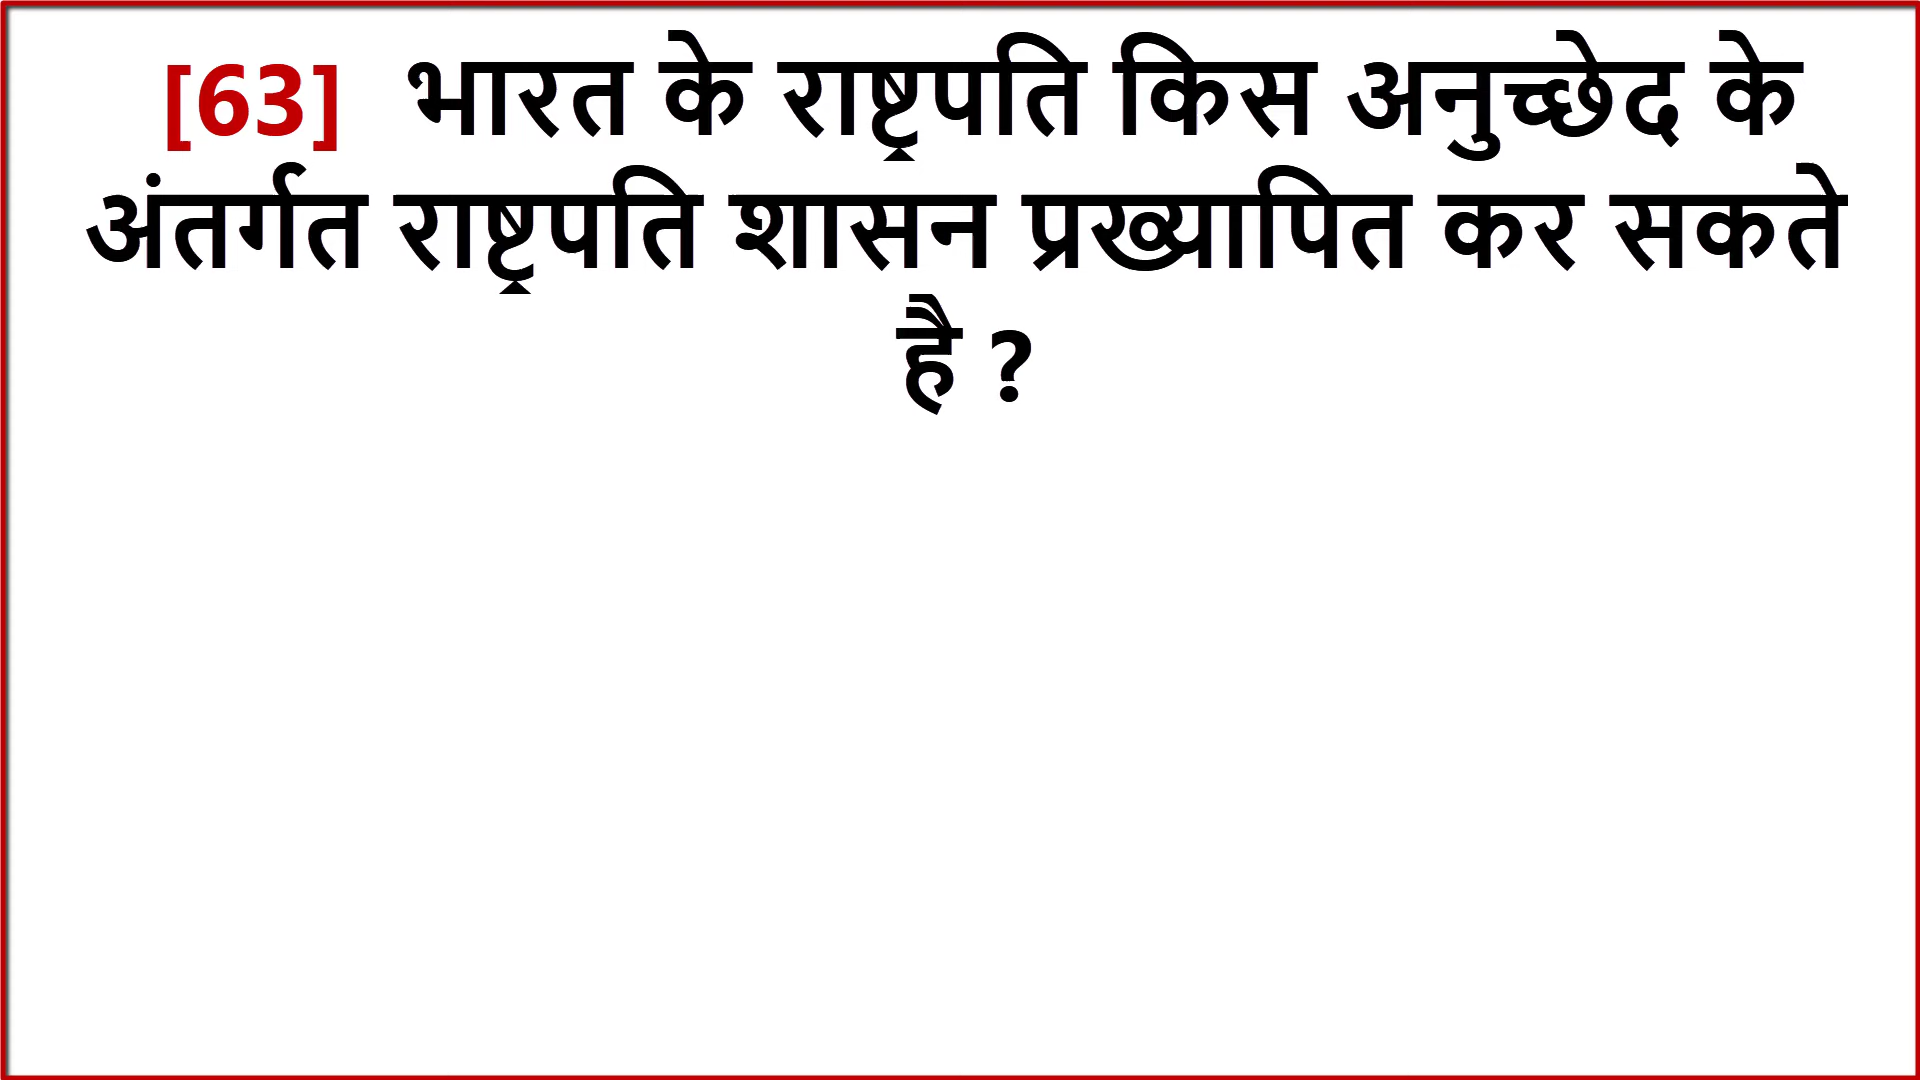 [63] भारत के राष्ट्रपति किस अनुच्छेद के
अंतर्गत राष्ट्रपति शासन प्रख्यापित कर सकते
है ?